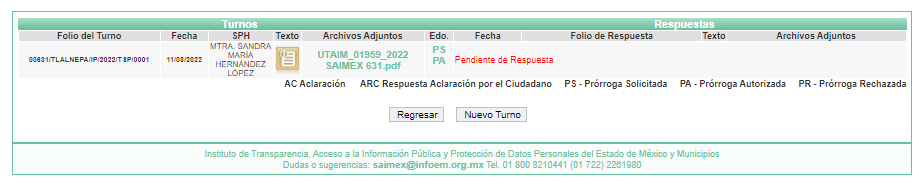 Turnos Respuestas
Folio del Turno Fecha SPH Texto Archivos Adjuntos Edo. Fecha Folio de Respuesta Texto Archivos Adjuntos
00631/TLALNEPA/IP/2022/TSP/0001 11/08/2022 MTRA. SANDRA MARÍA HERNÁNDEZ LÓPEZ UTAIM_01959_2022 SAIMEX 631.pdf PS PA Pendiente de Respuesta
AC Aclaración ARC Respuesta Aclaración por el Ciudadano PS - Prórroga Solicitada PA - Prórroga Autorizada PR - Prórroga Rechazada
Regresar Nuevo Turno
Instituto de Transparencia, Acceso a la Información Pública y Protección de Datos Personales del Estado de México y Municipios
Dudas o sugerencias: saimex@infoem.org.mx Tel. 01 800 8210441 (01 722) 2261980